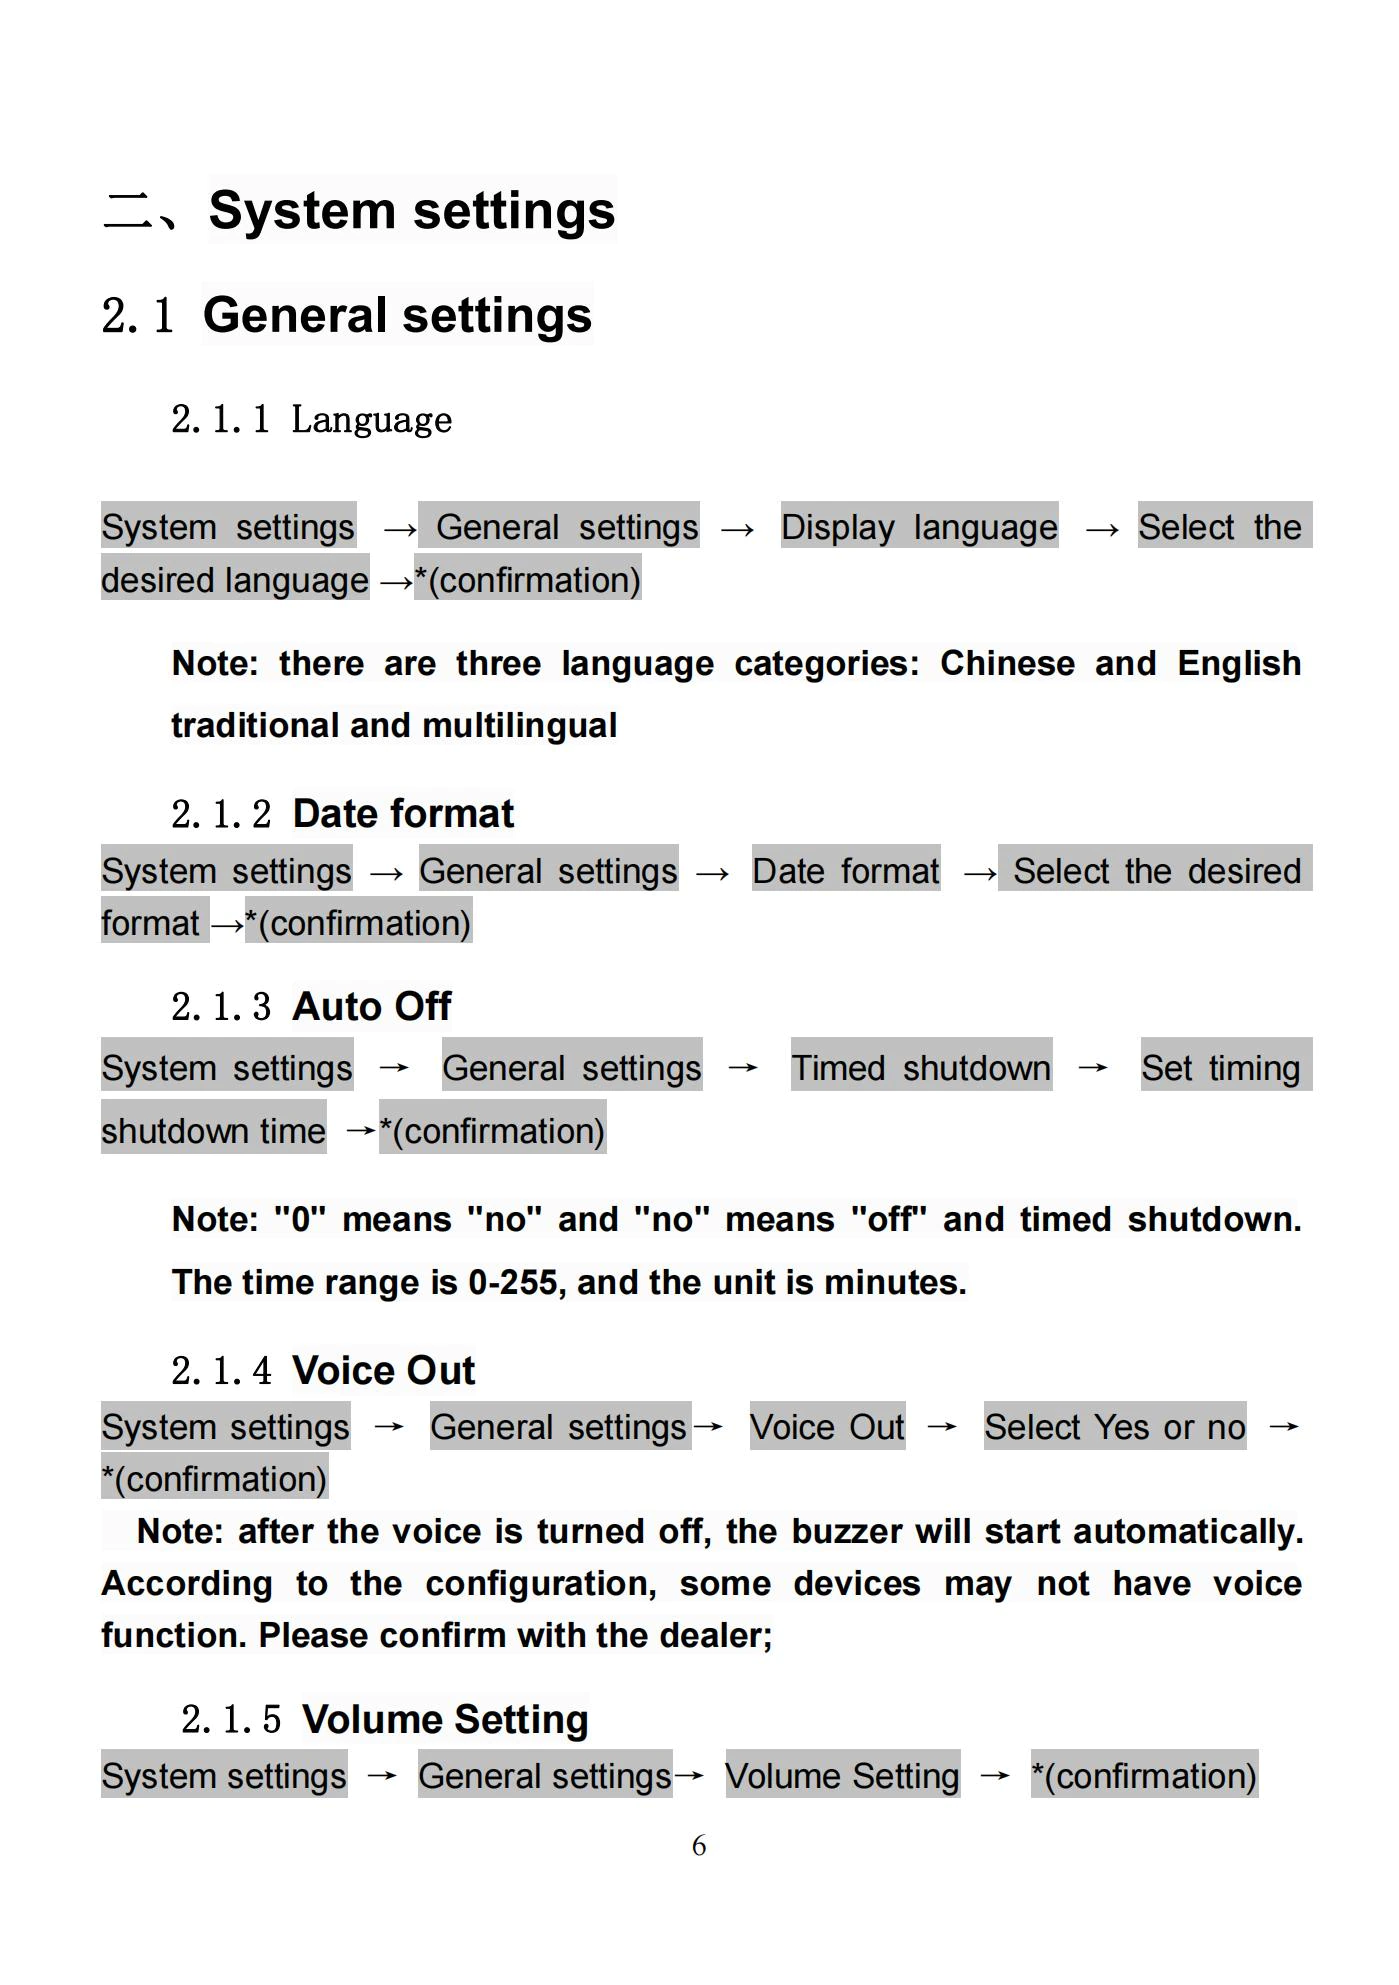 二、System settings
2.1 General settings
2.1.1 Language
System settings → General settings → Display language → Select the
desired language →*(confirmation)
Note: there are three language categories: Chinese and English
traditional and multilingual
2.1.2 Date format
System settings → General settings → Date format → Select the desired
format →*(confirmation)
2.1.3 Auto Off
System settings → General settings → Timed shutdown → Set timing
shutdown time →*(confirmation)
Note: "0" means "no" and "no" means "off" and timed shutdown.
The time range is 0-255, and the unit is minutes.
2.1.4 Voice Out
System settings → General settings→ Voice Out → Select Yes or no →
*(confirmation)
Note: after the voice is turned off, the buzzer will start automatically.
According to the configuration, some devices may not have voice
function. Please confirm with the dealer;
2.1.5 Volume Setting
System settings → General settings→ Volume Setting → *(confirmation)
6